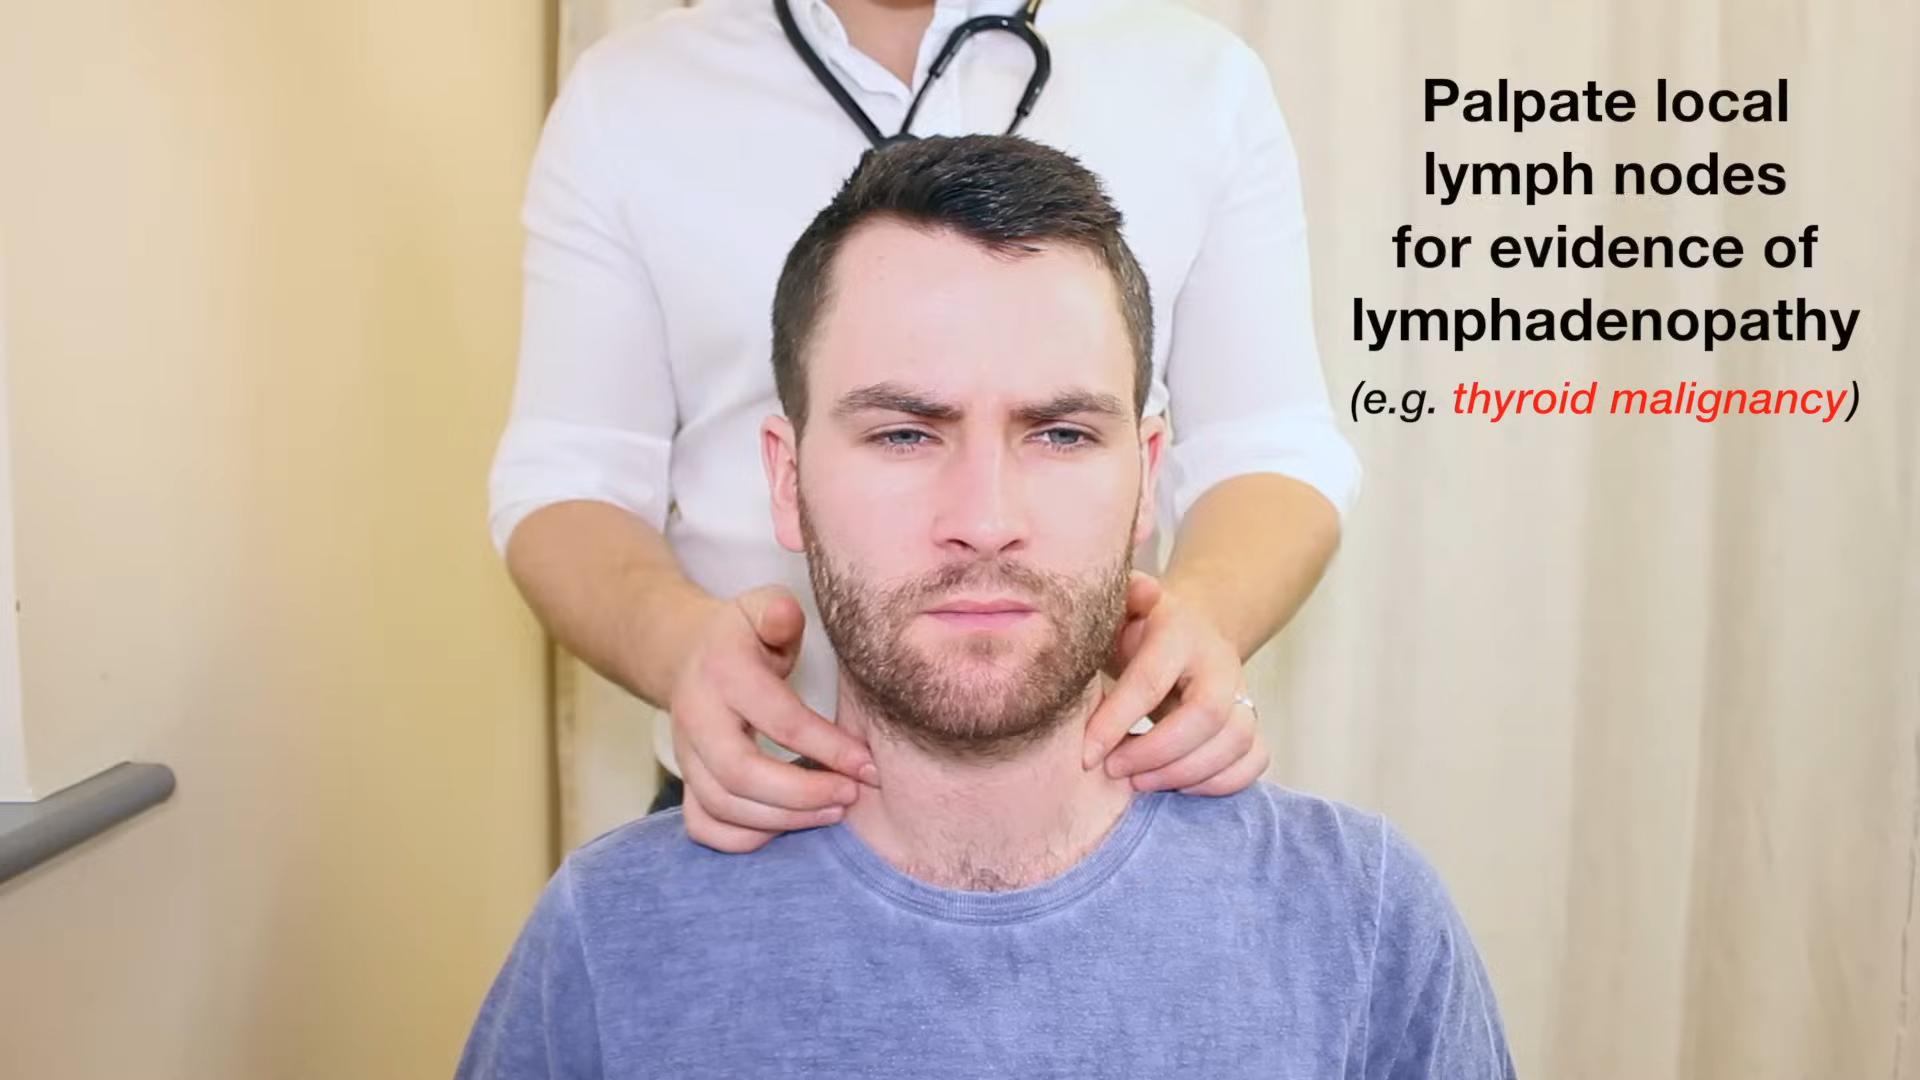 Palpate local
lymph nodes
for evidence of
lymphadenopathy
(e.g. thyroid malignancy)